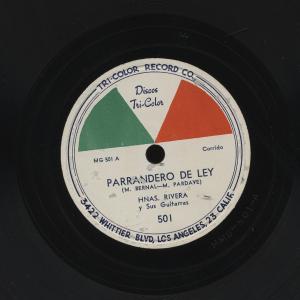 TRI-COLOR RECORD CO.,
Discos
Tri-Color
MG 501 A
Corrido
PARRANDERO DE LEY
(M. BERNAL—M. PARDAVE)
HNAS. RIVERA
y Sus Guitarras
501
3422 WHITTIER BLVD, LOS ANGELES, 23 CALIF.